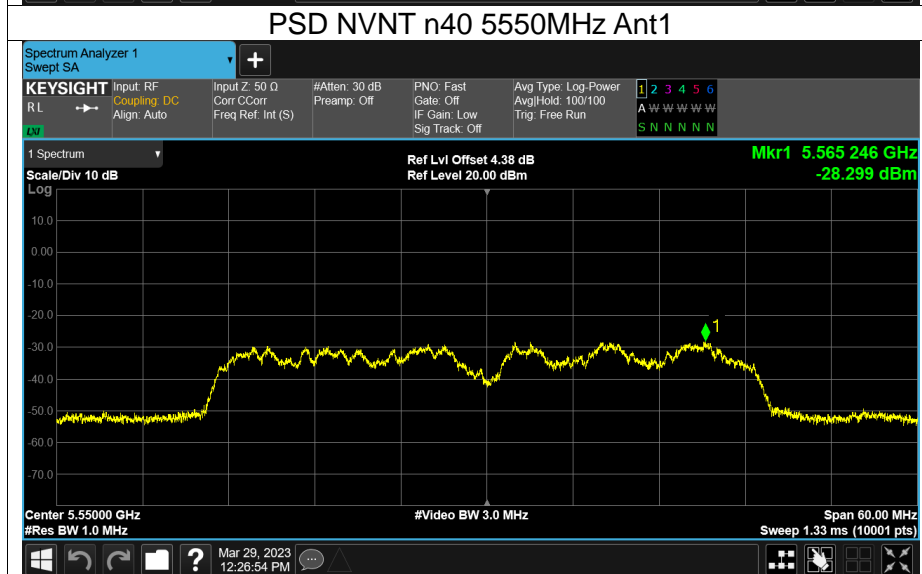 PSD NVNT n40 5550MHz Ant1
Spectrum Analyzer 1
Swept SA
+
KEYSIGHT
R L
LXI
Input: RF
Coupling: DC
Align: Auto
Input Z: 50 Ω
Corr CCorr
Freq Ref: Int (S)
#Atten: 30 dB
Preamp: Off
PNO: Fast
Gate: Off
IF Gain: Low
Sig Track: Off
Avg Type: Log-Power
Avg|Hold: 100/100
Trig: Free Run
1 2 3 4 5 6
A W W W W W
S N N N N N
1 Spectrum
Scale/Div 10 dB
Log
Ref Lvl Offset 4.38 dB
Ref Level 20.00 dBm
Mkr1 5.565 246 GHz
-28.299 dBm
10.0
0.00
-10.0
-20.0
1
-30.0
-40.0
-50.0
-60.0
-70.0
Center 5.55000 GHz
#Res BW 1.0 MHz
#Video BW 3.0 MHz
Span 60.00 MHz
Sweep 1.33 ms (10001 pts)
?
Mar 29, 2023
12:26:54 PM